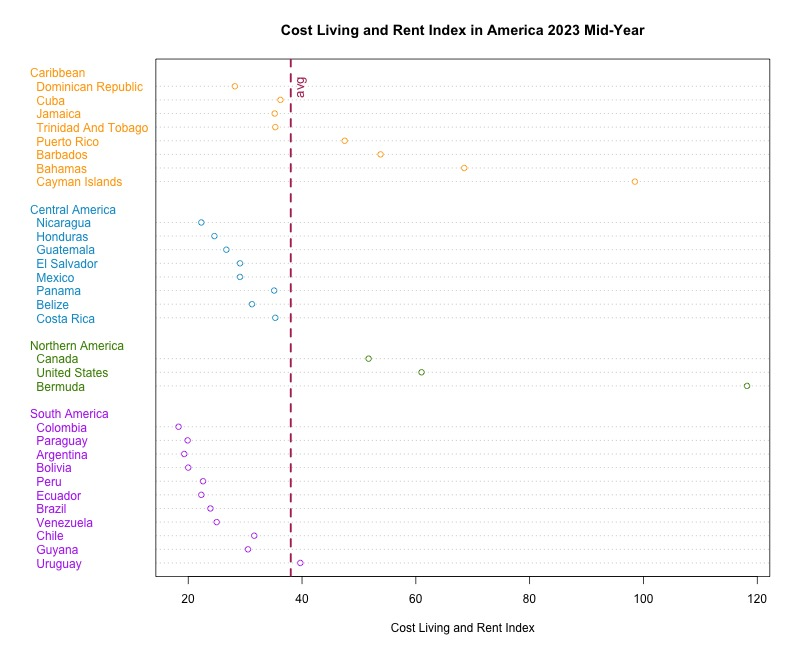 Cost Living and Rent Index in America 2023 Mid-Year
avg
Caribbean
Dominican Republic
Cuba
Jamaica
Trinidad And Tobago
Puerto Rico
Barbados
Bahamas
Cayman Islands
Central America
Nicaragua
Honduras
Guatemala
El Salvador
Mexico
Panama
Belize
Costa Rica
Northern America
Canada
United States
Bermuda
South America
Colombia
Paraguay
Argentina
Bolivia
Peru
Ecuador
Brazil
Venezuela
Chile
Guyana
Uruguay
20 40 60 80 100 120
Cost Living and Rent Index